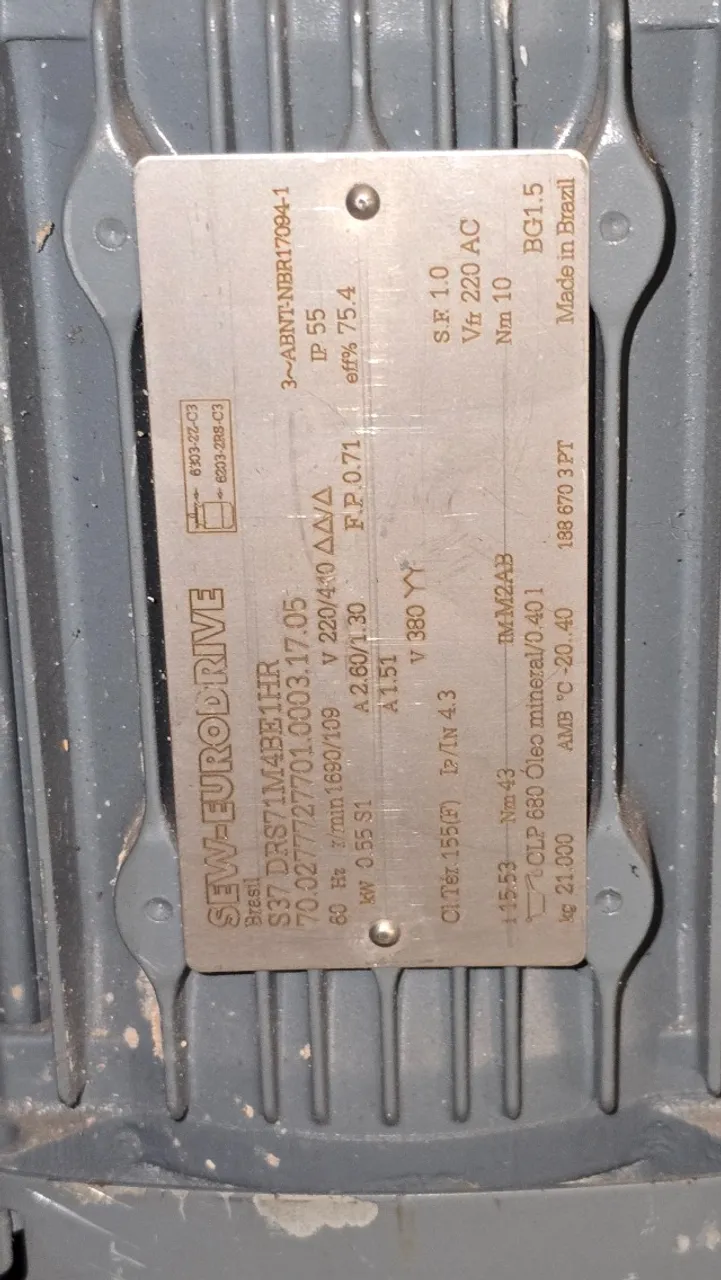 SEW-EURODRIVE
Brasil
6303-2Z-C3
6203-2RS-C3
S37 DRS71M4BE1HR
70.0277727701.0003.17.05 3~ABNT-NBR17094-1
60 Hz r/min 1690/109 V 220/440 ΔΔ/Δ IP 55
kW 0.55 S1 A 2.60/1.30 F.P. 0.71 eff% 75.4
A 1.51
V 380 YY
Cl.Tér. 155(F) Ip/IN 4.3 S.F. 1.0
Vfr 220 AC
i 15.53 Nm 43 IM M2AB Nm 10
CLP 680 Óleo mineral/0.40 l BG1.5
kg 21.000 AMB °C -20..40 188 670 3 PT Made in Brazil